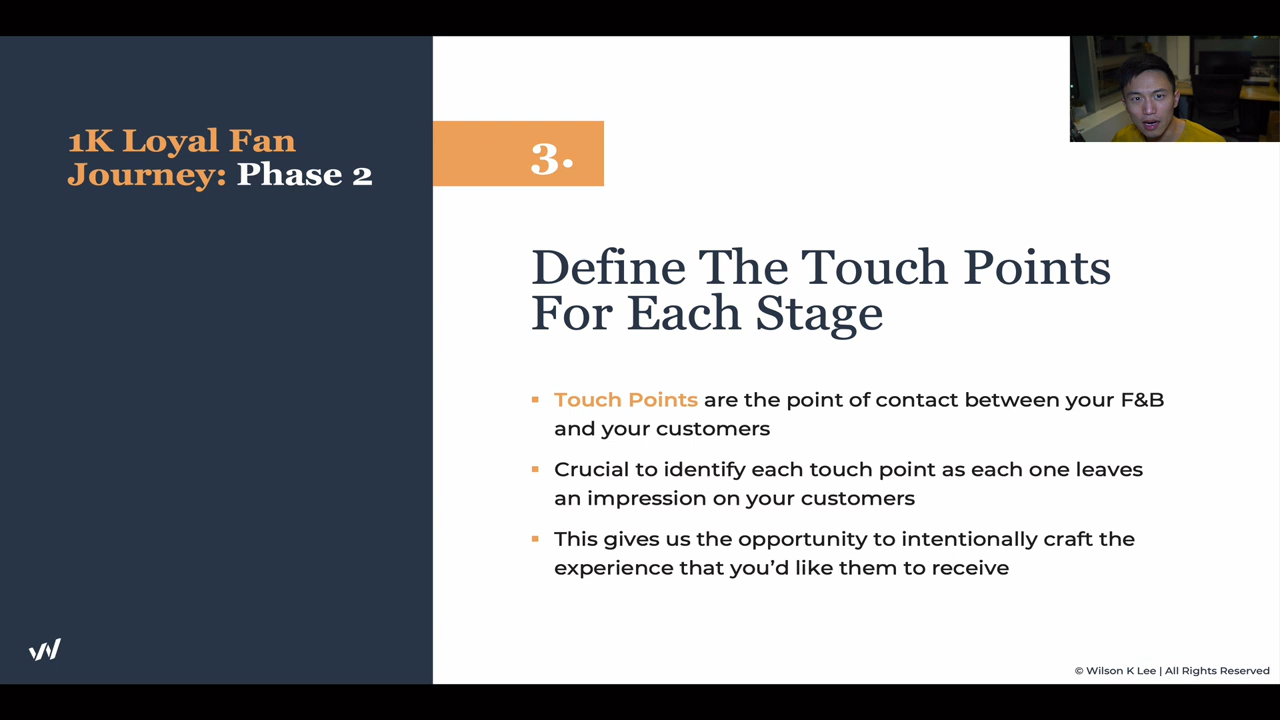 1K Loyal Fan
Journey: Phase 2
3.
Define The Touch Points
For Each Stage
Touch Points are the point of contact between your F&B
and your customers
Crucial to identify each touch point as each one leaves
an impression on your customers
This gives us the opportunity to intentionally craft the
experience that you’d like them to receive
© Wilson K Lee | All Rights Reserved